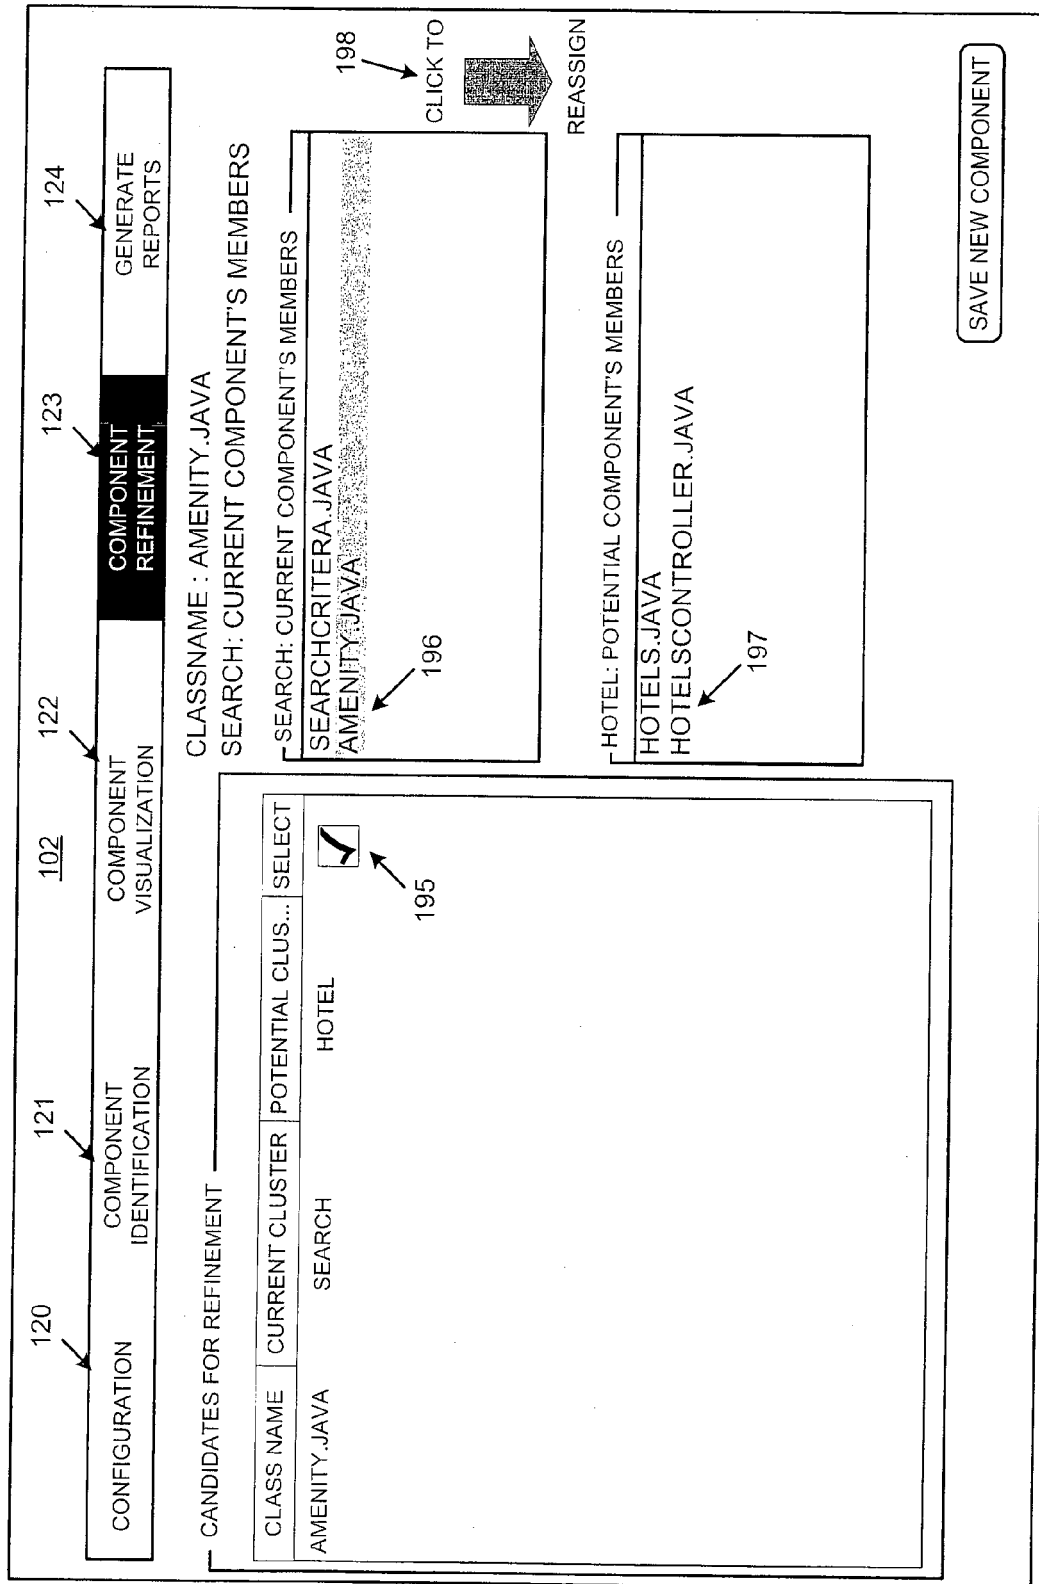 102
120
121
122
123
124
CONFIGURATION
COMPONENT
IDENTIFICATION
COMPONENT
VISUALIZATION
COMPONENT
REFINEMENT
GENERATE
REPORTS
CANDIDATES FOR REFINEMENT
CLASS NAME CURRENT CLUSTER POTENTIAL CLUS... SELECT
AMENITY.JAVA SEARCH HOTEL
195
CLASSNAME : AMENITY.JAVA
SEARCH: CURRENT COMPONENT'S MEMBERS
SEARCH: CURRENT COMPONENT'S MEMBERS
SEARCHCRITERA.JAVA
AMENITY.JAVA
196
198
CLICK TO
REASSIGN
HOTEL: POTENTIAL COMPONENT'S MEMBERS
HOTELS.JAVA
HOTELSCONTROLLER.JAVA
197
SAVE NEW COMPONENT